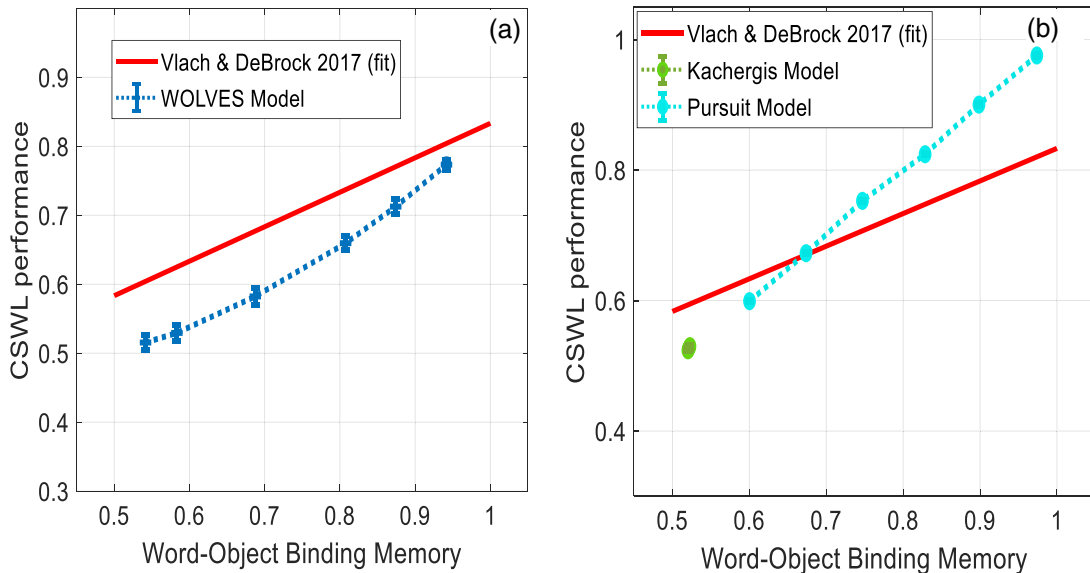 (a)
Vlach & DeBrock 2017 (fit)
WOLVES Model
CSWL performance
0.9
0.8
0.7
0.6
0.5
0.4
0.3
0.5
0.6
0.7
0.8
0.9
1
Word-Object Binding Memory
(b)
Vlach & DeBrock 2017 (fit)
Kachergis Model
Pursuit Model
CSWL performance
1
0.8
0.6
0.4
0.5
0.6
0.7
0.8
0.9
1
Word-Object Binding Memory